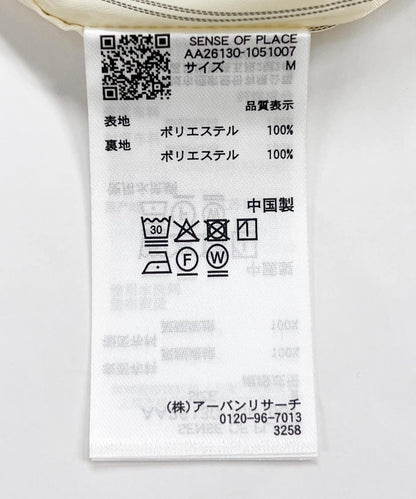 SENSE OF PLACE
AA26130-1051007
サイズ M
品質表示
表地
ポリエステル 100%
裏地
ポリエステル 100%
中国製
30
F W
(株)アーバンリサーチ
0120-96-7013
3258